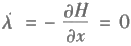 λ̇ = − ∂H/∂x = 0